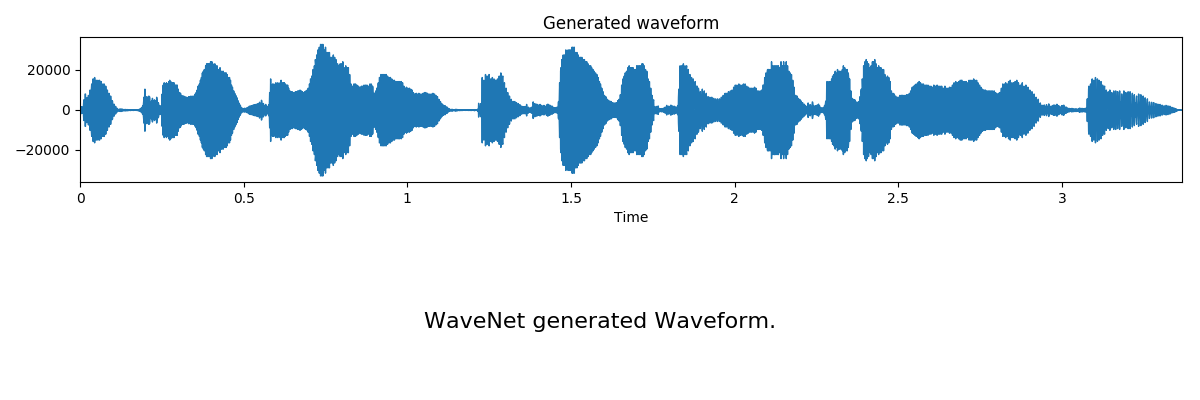 Generated waveform
20000
0
−20000
0 0.5 1 1.5 2 2.5 3
Time
WaveNet generated Waveform.